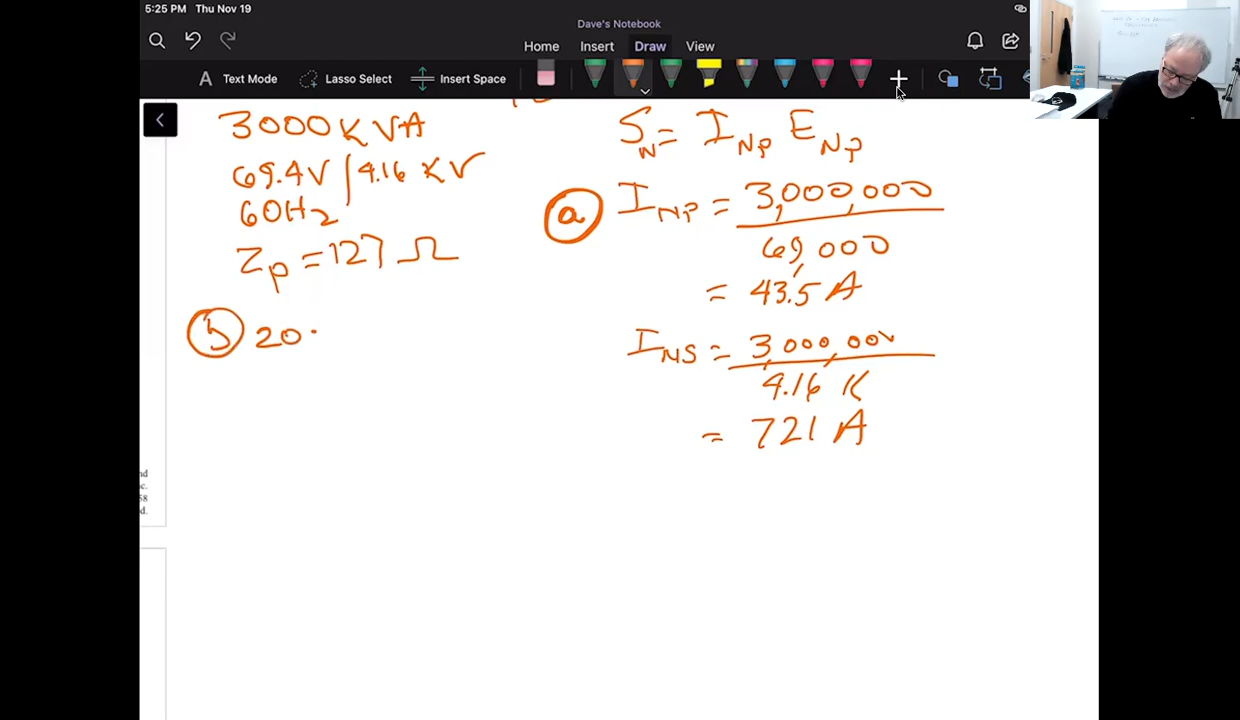 5:25 PM Thu Nov 19
Dave's Notebook
Home Insert Draw View
Text Mode Lasso Select Insert Space
3000 KVA
69.4V / 4.16 KV
60Hz
Zp = 127 Ω
b 20.
SN = INP ENP
a INP = 3,000,000
69,000
= 43.5 A
INS = 3,000,000
4.16 K
= 721 A
nd
c.
58
d.